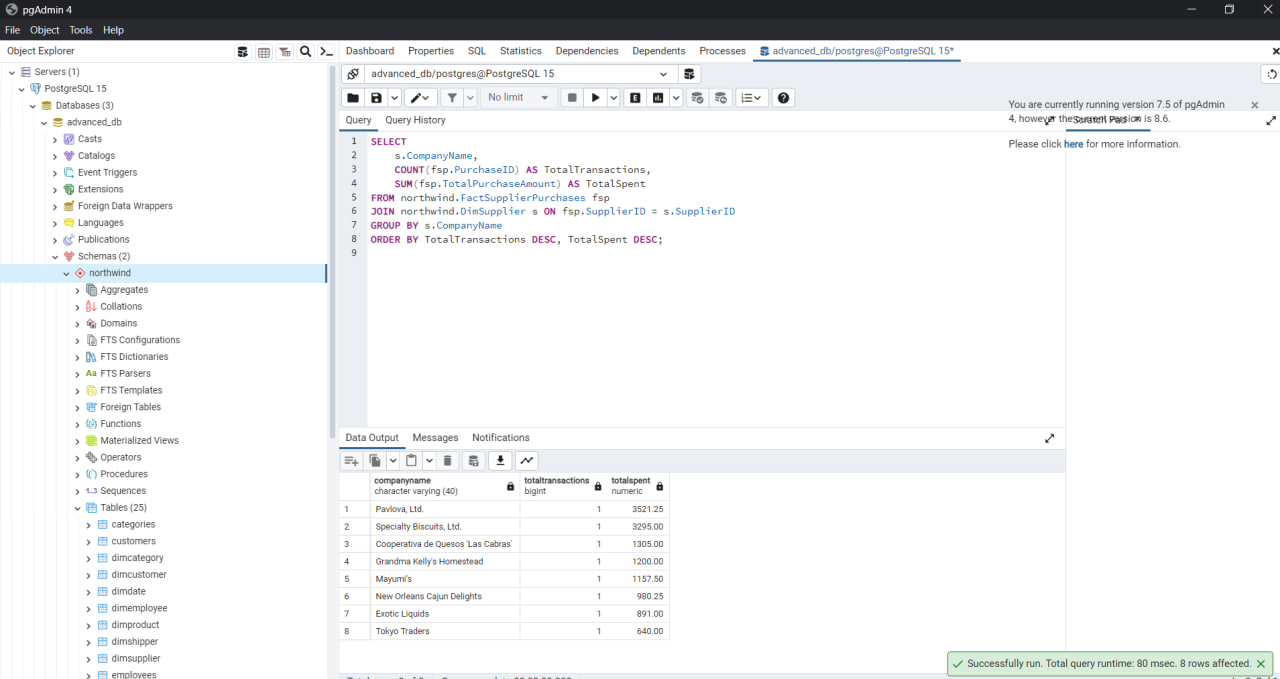 pgAdmin 4
File Object Tools Help
Object Explorer
Dashboard Properties SQL Statistics Dependencies Dependents Processes advanced_db/postgres@PostgreSQL 15*
Servers (1)
PostgreSQL 15
Databases (3)
advanced_db
Casts
Catalogs
Event Triggers
Extensions
Foreign Data Wrappers
Languages
Publications
Schemas (2)
northwind
Aggregates
Collations
Domains
FTS Configurations
FTS Dictionaries
FTS Parsers
FTS Templates
Foreign Tables
Functions
Materialized Views
Operators
Procedures
Sequences
Tables (25)
categories
customers
dimcategory
dimcustomer
dimdate
dimemployee
dimproduct
dimshipper
dimsupplier
employees
advanced_db/postgres@PostgreSQL 15
No limit
Query Query History
1 SELECT
2 s.CompanyName,
3 COUNT(fsp.PurchaseID) AS TotalTransactions,
4 SUM(fsp.TotalPurchaseAmount) AS TotalSpent
5 FROM northwind.FactSupplierPurchases fsp
6 JOIN northwind.DimSupplier s ON fsp.SupplierID = s.SupplierID
7 GROUP BY s.CompanyName
8 ORDER BY TotalTransactions DESC, TotalSpent DESC;
9
You are currently running version 7.5 of pgAdmin
4, however the current version is 8.6.
Please click here for more information.
Scratch Pad
Data Output Messages Notifications
companyname totaltransactions totalspent
character varying (40) bigint numeric
1 Pavlova, Ltd. 1 3521.25
2 Specialty Biscuits, Ltd. 1 3295.00
3 Cooperativa de Quesos 'Las Cabras' 1 1305.00
4 Grandma Kelly's Homestead 1 1200.00
5 Mayumi's 1 1157.50
6 New Orleans Cajun Delights 1 980.25
7 Exotic Liquids 1 891.00
8 Tokyo Traders 1 640.00
Successfully run. Total query runtime: 80 msec. 8 rows affected.